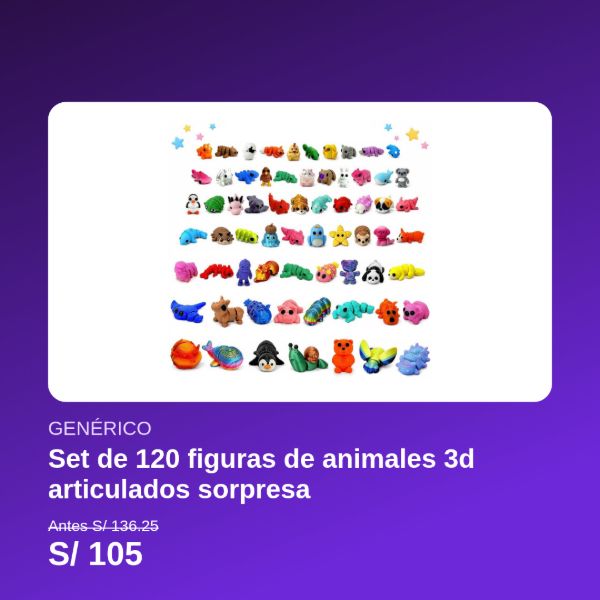 GENÉRICO
Set de 120 figuras de animales 3d
articulados sorpresa
Antes S/ 136.25
S/ 105